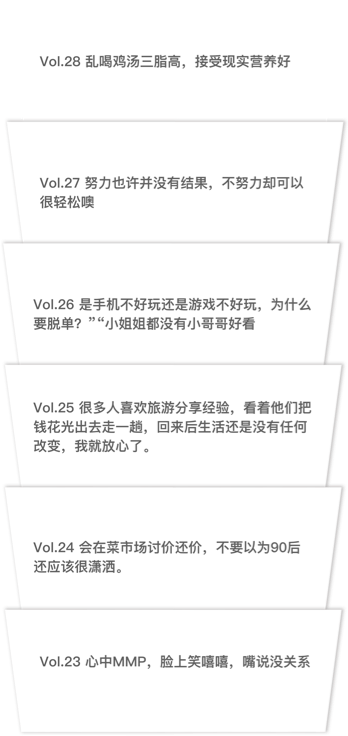 Vol.28 乱喝鸡汤三脂高，接受现实营养好
Vol.27 努力也许并没有结果，不努力却可以
很轻松噢
Vol.26 是手机不好玩还是游戏不好玩，为什么
要脱单？”“小姐姐都没有小哥哥好看
Vol.25 很多人喜欢旅游分享经验，看着他们把
钱花光出去走一趟，回来后生活还是没有任何
改变，我就放心了。
Vol.24 会在菜市场讨价还价，不要以为90后
还应该很潇洒。
Vol.23 心中MMP，脸上笑嘻嘻，嘴说没关系